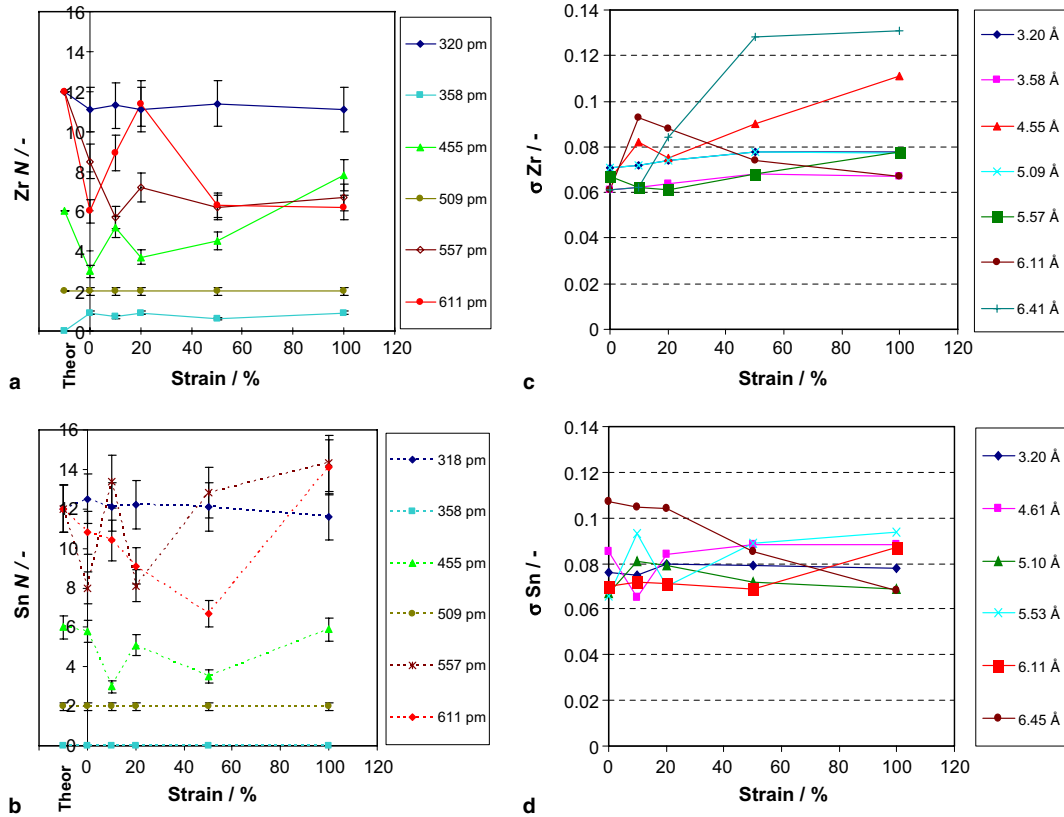 16
14
12
10
8
6
4
2
0
Zr N / -
Theor
0
20
40
60
80
100
120
Strain / %
a
320 pm
358 pm
455 pm
509 pm
557 pm
611 pm
0.14
0.12
0.1
0.08
0.06
0.04
0.02
0
σ Zr / -
0
20
40
60
80
100
120
Strain / %
c
3.20 Å
3.58 Å
4.55 Å
5.09 Å
5.57 Å
6.11 Å
6.41 Å
16
14
12
10
8
6
4
2
0
Sn N / -
Theor
0
20
40
60
80
100
120
Strain / %
b
318 pm
358 pm
455 pm
509 pm
557 pm
611 pm
0.14
0.12
0.1
0.08
0.06
0.04
0.02
0
σ Sn / -
0
20
40
60
80
100
120
Strain / %
d
3.20 Å
4.61 Å
5.10 Å
5.53 Å
6.11 Å
6.45 Å